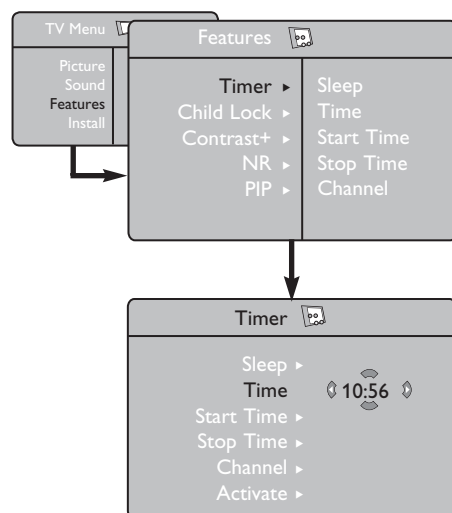 TV Menu
Picture
Sound
Features
Install
Features
Timer ▸ Sleep
Child Lock ▸ Time
Contrast+ ▸ Start Time
NR ▸ Stop Time
PIP ▸ Channel
Timer
Sleep ▸
Time 10:56
Start Time ▸
Stop Time ▸
Channel ▸
Activate ▸